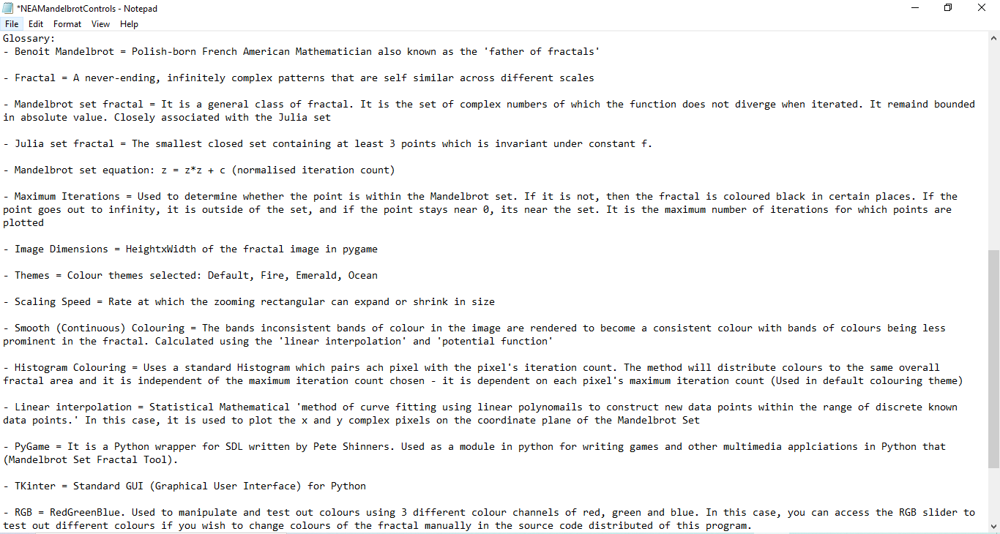 *NEAMandelbrotControls - Notepad
File Edit Format View Help
Glossary:
- Benoit Mandelbrot = Polish-born French American Mathematician also known as the 'father of fractals'
- Fractal = A never-ending, infinitely complex patterns that are self similar across different scales
- Mandelbrot set fractal = It is a general class of fractal. It is the set of complex numbers of which the function does not diverge when iterated. It remaind bounded
in absolute value. Closely associated with the Julia set
- Julia set fractal = The smallest closed set containing at least 3 points which is invariant under constant f.
- Mandelbrot set equation: z = z*z + c (normalised iteration count)
- Maximum Iterations = Used to determine whether the point is within the Mandelbrot set. If it is not, then the fractal is coloured black in certain places. If the
point goes out to infinity, it is outside of the set, and if the point stays near 0, its near the set. It is the maximum number of iterations for which points are
plotted
- Image Dimensions = HeightxWidth of the fractal image in pygame
- Themes = Colour themes selected: Default, Fire, Emerald, Ocean
- Scaling Speed = Rate at which the zooming rectangular can expand or shrink in size
- Smooth (Continuous) Colouring = The bands inconsistent bands of colour in the image are rendered to become a consistent colour with bands of colours being less
prominent in the fractal. Calculated using the 'linear interpolation' and 'potential function'
- Histogram Colouring = Uses a standard Histogram which pairs ach pixel with the pixel's iteration count. The method will distribute colours to the same overall
fractal area and it is independent of the maximum iteration count chosen - it is dependent on each pixel's maximum iteration count (Used in default colouring theme)
- Linear interpolation = Statistical Mathematical 'method of curve fitting using linear polynomails to construct new data points within the range of discrete known
data points.' In this case, it is used to plot the x and y complex pixels on the coordinate plane of the Mandelbrot Set
- PyGame = It is a Python wrapper for SDL written by Pete Shinners. Used as a module in python for writing games and other multimedia applciations in Python that
(Mandelbrot Set Fractal Tool).
- TKinter = Standard GUI (Graphical User Interface) for Python
- RGB = RedGreenBlue. Used to manipulate and test out colours using 3 different colour channels of red, green and blue. In this case, you can access the RGB slider to
test out different colours if you wish to change colours of the fractal manually in the source code distributed of this program.